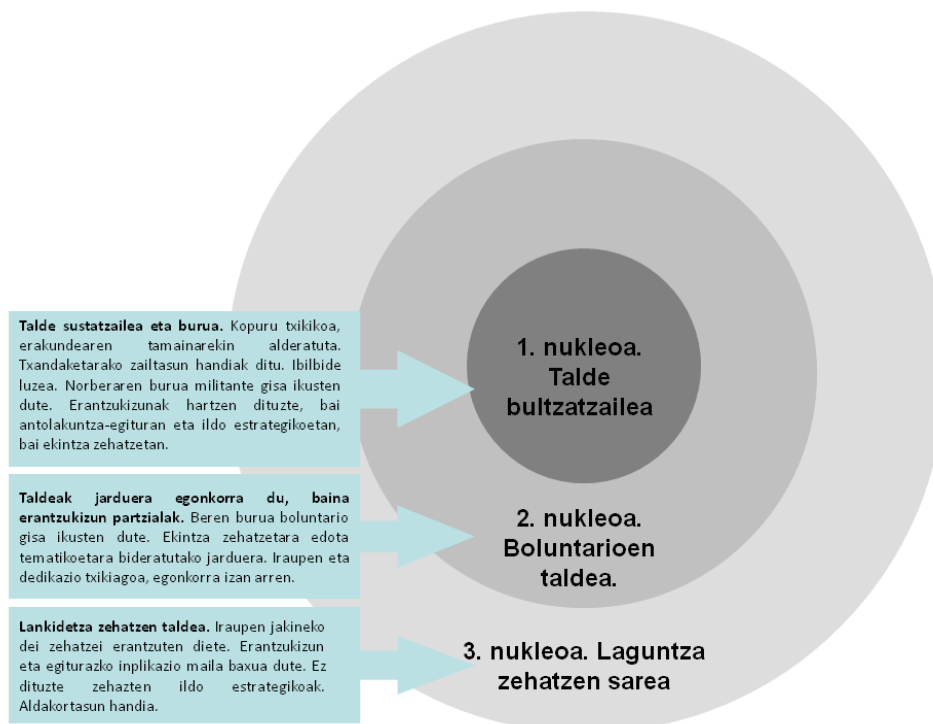 Talde sustatzailea eta burua. Kopuru txikikoa,
erakundearen tamainarekin alderatuta.
Txandaketarako zailtasun handiak ditu. Ibilbide
luzea. Norberaren burua militante gisa ikusten
dute. Erantzukizunak hartzen dituzte, bai
antolakuntza-egituran eta ildo estrategikoetan,
bai ekintza zehatzetan.
1. nukleoa.
Talde
bultzatzailea
Taldeak jarduera egonkorra du, baina
erantzukizun partzialak. Beren burua boluntario
gisa ikusten dute. Ekintza zehatzetara edota
tematikoetara bideratutako jarduera. Iraupen eta
dedikazio txikiagoa, egonkorra izan arren.
2. nukleoa.
Boluntarioen
taldea.
Lankidetza zehatzen taldea. Iraupen jakineko
dei zehatzei erantzuten diete. Erantzukizun
eta egiturazko inplikazio maila baxua dute. Ez
dituzte zehazten ildo estrategikoak.
Aldakortasun handia.
3. nukleoa. Laguntza
zehatzen sarea